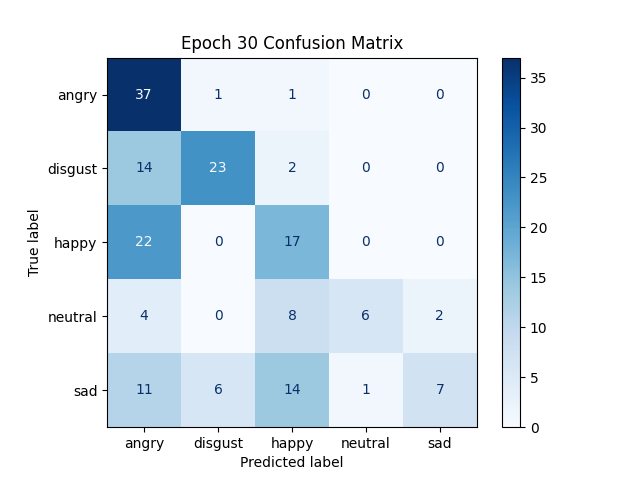 Epoch 30 Confusion Matrix
angry 37 1 1 0 0
disgust 14 23 2 0 0
happy 22 0 17 0 0
neutral 4 0 8 6 2
sad 11 6 14 1 7
angry disgust happy neutral sad
Predicted label
True label
35
30
25
20
15
10
5
0